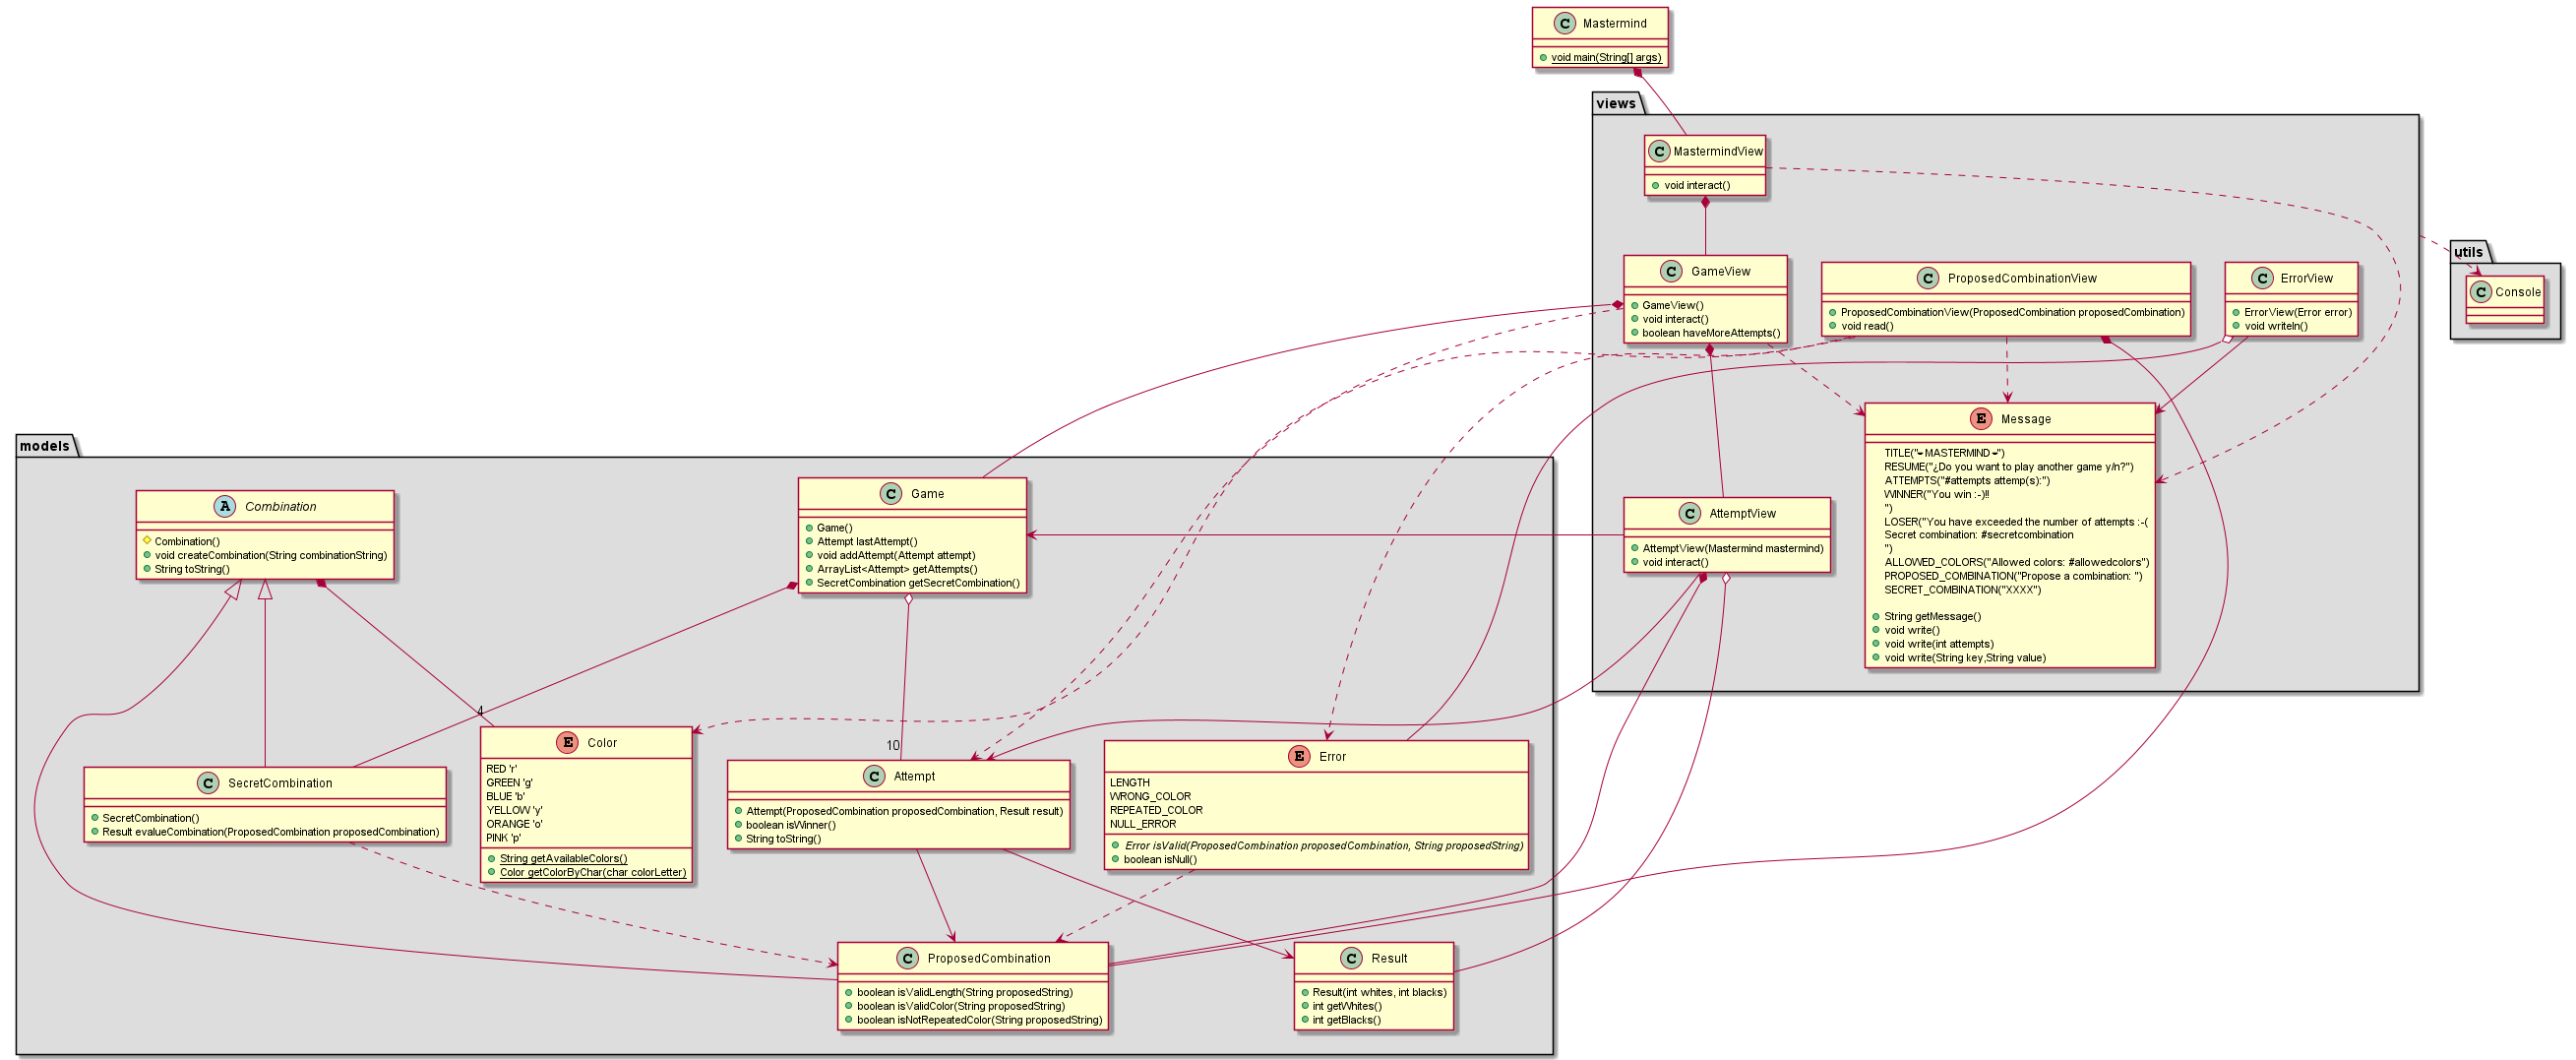 C Mastermind
void main(String[] args)
views
C MastermindView
void interact()
utils
C Console
C GameView
GameView()
void interact()
boolean haveMoreAttempts()
C ProposedCombinationView
ProposedCombinationView(ProposedCombination proposedCombination)
void read()
C ErrorView
ErrorView(Error error)
void writeln()
E Message
TITLE("-- MASTERMIND --")
RESUME("¿Do you want to play another game y/n?")
ATTEMPTS("#attempts attemp(s):")
WINNER("You win :-)!!
")
LOSER("You have exceeded the number of attempts :-(
Secret combination: #secretcombination
")
ALLOWED_COLORS("Allowed colors: #allowedcolors")
PROPOSED_COMBINATION("Propose a combination: ")
SECRET_COMBINATION("XXXX")
String getMessage()
void write()
void write(int attempts)
void write(String key,String value)
models
A Combination
Combination()
void createCombination(String combinationString)
String toString()
C Game
Game()
Attempt lastAttempt()
void addAttempt(Attempt attempt)
ArrayList<Attempt> getAttempts()
SecretCombination getSecretCombination()
C AttemptView
AttemptView(Mastermind mastermind)
void interact()
4
10
C SecretCombination
SecretCombination()
Result evalueCombination(ProposedCombination proposedCombination)
E Color
RED 'r'
GREEN 'g'
BLUE 'b'
YELLOW 'y'
ORANGE 'o'
PINK 'p'
String getAvailableColors()
Color getColorByChar(char colorLetter)
C Attempt
Attempt(ProposedCombination proposedCombination, Result result)
boolean isWinner()
String toString()
E Error
LENGTH
WRONG_COLOR
REPEATED_COLOR
NULL_ERROR
Error isValid(ProposedCombination proposedCombination, String proposedString)
boolean isNull()
C ProposedCombination
boolean isValidLength(String proposedString)
boolean isValidColor(String proposedString)
boolean isNotRepeatedColor(String proposedString)
C Result
Result(int whites, int blacks)
int getWhites()
int getBlacks()